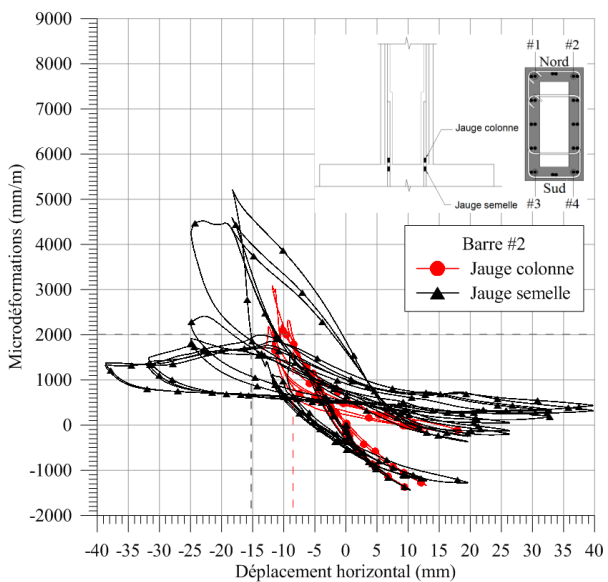 Microdéformations (mm/m)
9000
8000
7000
6000
5000
4000
3000
2000
1000
0
-1000
-2000
#1 #2
Nord
Jauge colonne
Jauge semelle
Sud
#3 #4
Barre #2
Jauge colonne
Jauge semelle
-40 -35 -30 -25 -20 -15 -10 -5 0 5 10 15 20 25 30 35 40
Déplacement horizontal (mm)